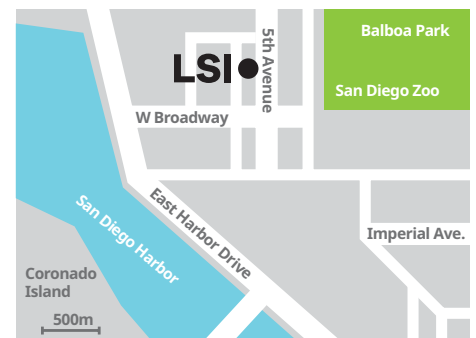 Balboa Park
5th Avenue
LSI
San Diego Zoo
W Broadway
East Harbor Drive
San Diego Harbor
Imperial Ave.
Coronado
Island
500m